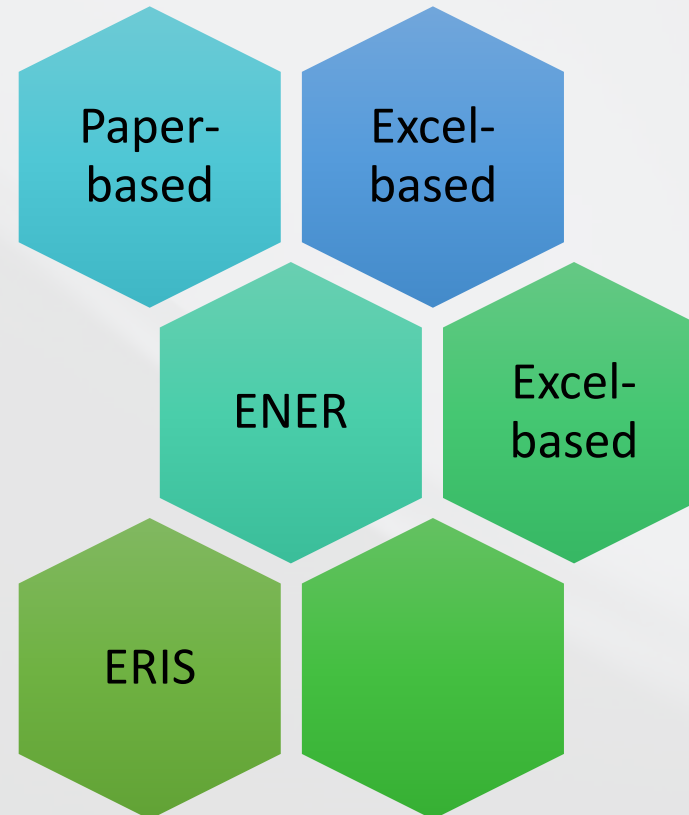 Paper-
based
Excel-
based
ENER
Excel-
based
ERIS